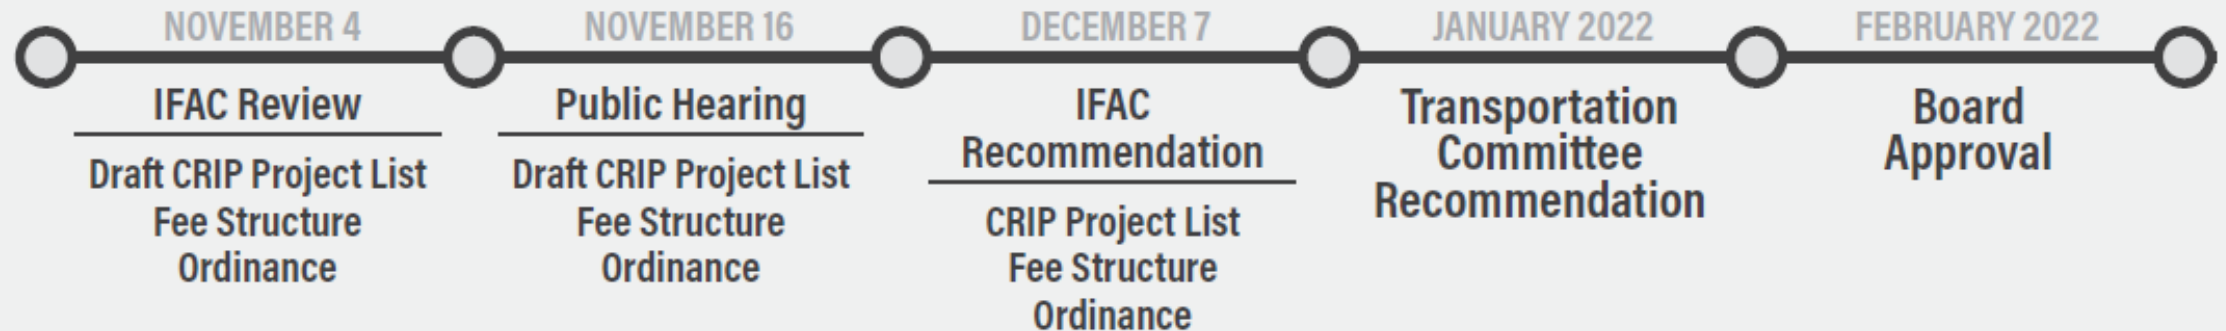 NOVEMBER 4
IFAC Review
Draft CRIP Project List
Fee Structure
Ordinance
NOVEMBER 16
Public Hearing
Draft CRIP Project List
Fee Structure
Ordinance
DECEMBER 7
IFAC
Recommendation
CRIP Project List
Fee Structure
Ordinance
JANUARY 2022
Transportation
Committee
Recommendation
FEBRUARY 2022
Board
Approval